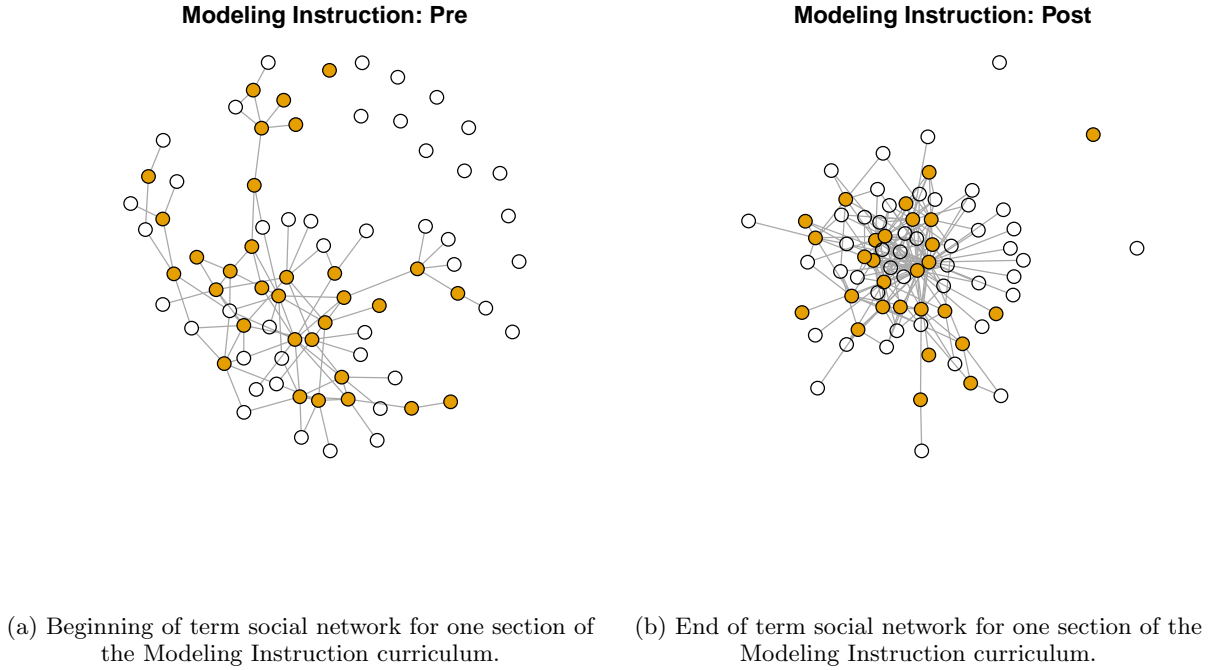 Modeling Instruction: Pre
Modeling Instruction: Post
(a) Beginning of term social network for one section of
the Modeling Instruction curriculum.
(b) End of term social network for one section of the
Modeling Instruction curriculum.